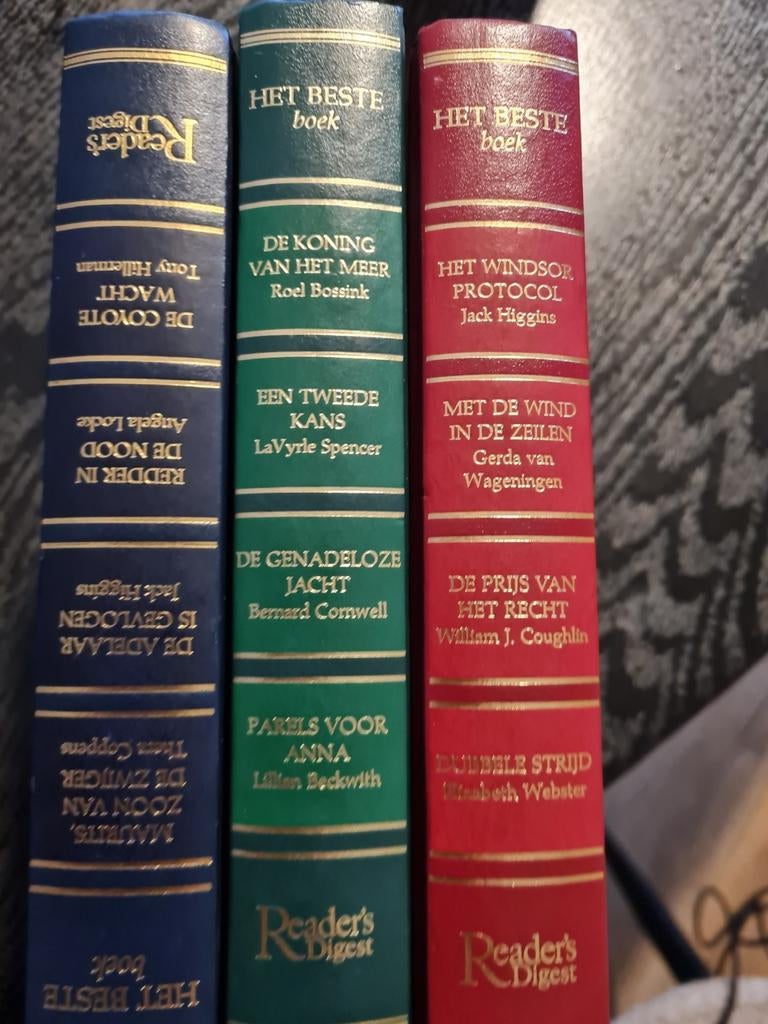 HET BESTE
boek
MAURITS,
ZOON VAN
DE ZWIJGER
Thera Coppens
DE ADELAAR
IS GEVLOGEN
Jack Higgins
REDDER IN
DE NOOD
Angela Locke
DE COYOTE
WACHT
Tony Hillerman
Reader's
Digest
HET BESTE
boek
DE KONING
VAN HET MEER
Roel Bossink
EEN TWEEDE
KANS
LaVyrle Spencer
DE GENADELOZE
JACHT
Bernard Cornwell
PARELS VOOR
ANNA
Lillian Beckwith
Reader's
Digest
HET BESTE
boek
HET WINDSOR
PROTOCOL
Jack Higgins
MET DE WIND
IN DE ZEILEN
Gerda van
Wageningen
DE PRIJS VAN
HET RECHT
William J. Coughlin
DUBBELE STRIJD
Elizabeth Webster
Reader's
Digest